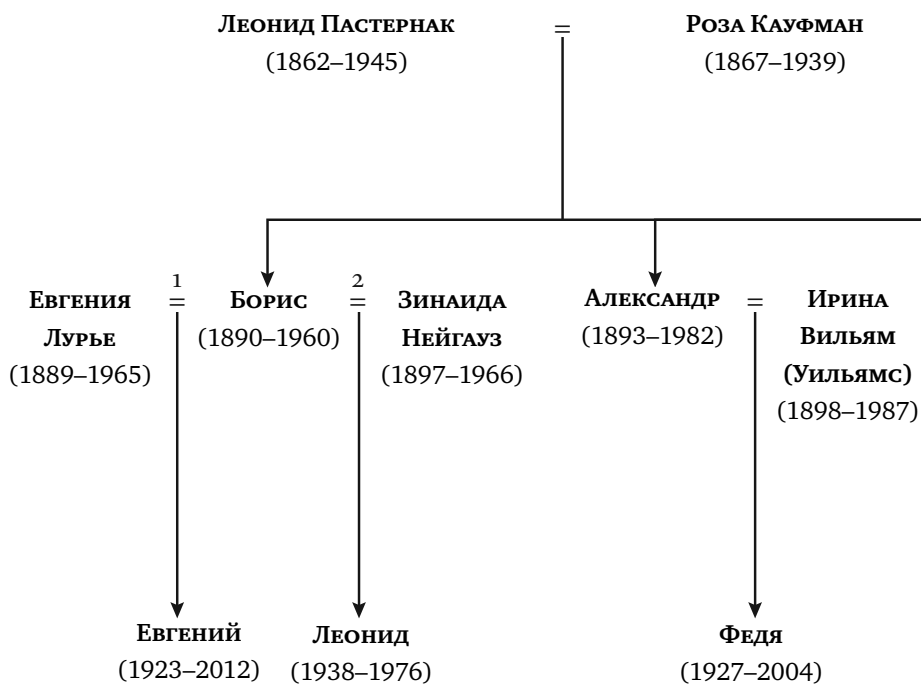 Леонид Пастернак = Роза Кауфман
(1862–1945) (1867–1939)
1 2
Евгения = Борис = Зинаида Александр = Ирина
Лурье (1890–1960) Нейгауз (1893–1982) Вильям
(1889–1965) (1897–1966) (Уильямс)
(1898–1987)
Евгений Леонид Федя
(1923–2012) (1938–1976) (1927–2004)